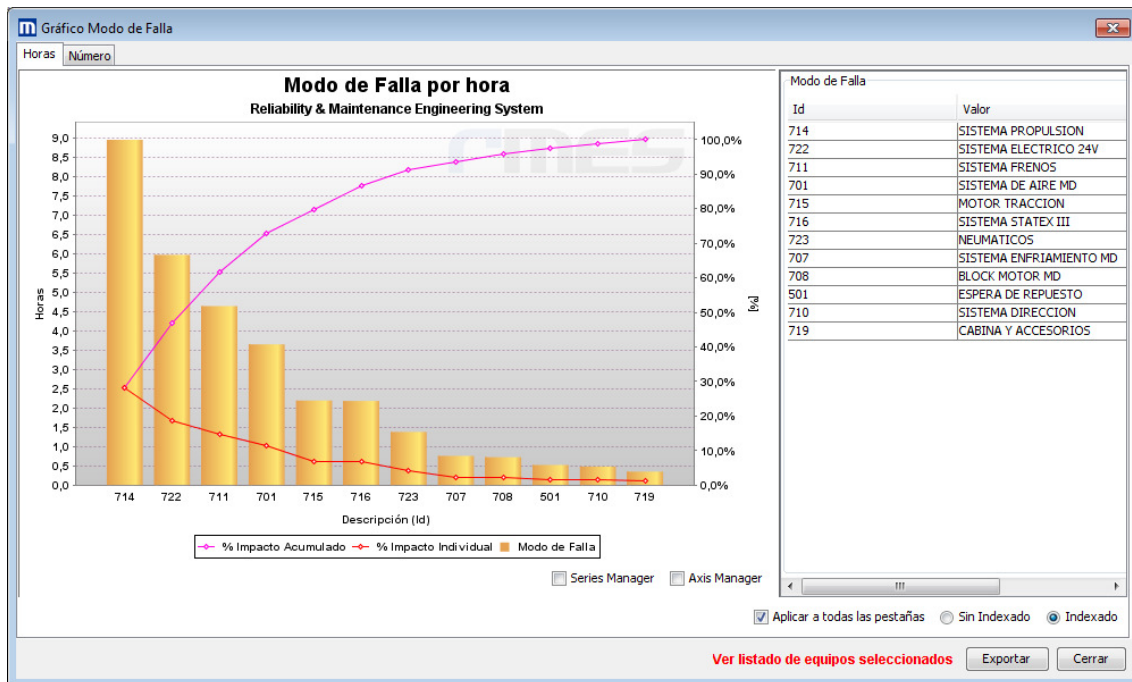 m Gráfico Modo de Falla
Horas Número
Modo de Falla por hora
Reliability & Maintenance Engineering System
rmes
Horas
9,0
8,5
8,0
7,5
7,0
6,5
6,0
5,5
5,0
4,5
4,0
3,5
3,0
2,5
2,0
1,5
1,0
0,5
0,0
100,0%
90,0%
80,0%
70,0%
60,0%
50,0%
40,0%
30,0%
20,0%
10,0%
0,0%
[%]
714 722 711 701 715 716 723 707 708 501 710 719
Descripción (Id)
% Impacto Acumulado % Impacto Individual Modo de Falla
Series Manager Axis Manager
Modo de Falla
Id Valor
714 SISTEMA PROPULSION
722 SISTEMA ELECTRICO 24V
711 SISTEMA FRENOS
701 SISTEMA DE AIRE MD
715 MOTOR TRACCION
716 SISTEMA STATEX III
723 NEUMATICOS
707 SISTEMA ENFRIAMIENTO MD
708 BLOCK MOTOR MD
501 ESPERA DE REPUESTO
710 SISTEMA DIRECCION
719 CABINA Y ACCESORIOS
Aplicar a todas las pestañas Sin Indexado Indexado
Ver listado de equipos seleccionados Exportar Cerrar